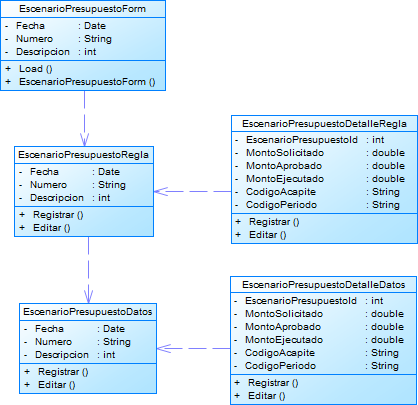 EscenarioPresupuestoForm
- Fecha : Date
- Numero : String
- Descripcion : int
+ Load ()
+ EscenarioPresupuestoForm ()
EscenarioPresupuestoDetalleRegla
- EscenarioPresupuestoId : int
- MontoSolicitado : double
- MontoAprobado : double
- MontoEjecutado : double
- CodigoAcapite : String
- CodigoPeriodo : String
+ Registrar ()
+ Editar ()
EscenarioPresupuestoRegla
- Fecha : Date
- Numero : String
- Descripcion : int
+ Registrar ()
+ Editar ()
EscenarioPresupuestoDetalleDatos
- EscenarioPresupuestoId : int
- MontoSolicitado : double
- MontoAprobado : double
- MontoEjecutado : double
- CodigoAcapite : String
- CodigoPeriodo : String
+ Registrar ()
+ Editar ()
EscenarioPresupuestoDatos
- Fecha : Date
- Numero : String
- Descripcion : int
+ Registrar ()
+ Editar ()